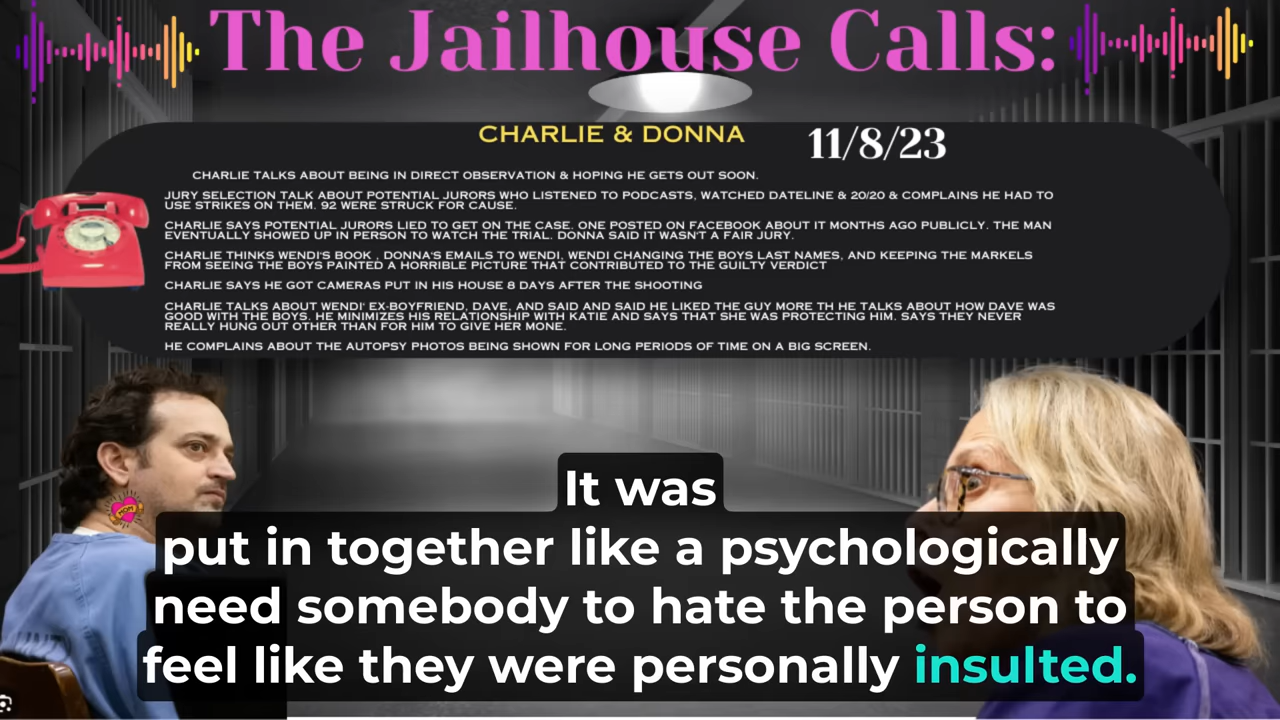 The Jailhouse Calls:
CHARLIE & DONNA
11/8/23
CHARLIE TALKS ABOUT BEING IN DIRECT OBSERVATION & HOPING HE GETS OUT SOON.
JURY SELECTION TALK ABOUT POTENTIAL JURORS WHO LISTENED TO PODCASTS, WATCHED DATELINE & 20/20 & COMPLAINS HE HAD TO
USE STRIKES ON THEM. 92 WERE STRUCK FOR CAUSE.
CHARLIE SAYS POTENTIAL JURORS LIED TO GET ON THE CASE. ONE POSTED ON FACEBOOK ABOUT IT MONTHS AGO PUBLICLY. THE MAN
EVENTUALLY SHOWED UP IN PERSON TO WATCH THE TRIAL. DONNA SAID IT WASN'T A FAIR JURY.
CHARLIE THINKS WENDI'S BOOK , DONNA'S EMAILS TO WENDI, WENDI CHANGING THE BOYS LAST NAMES, AND KEEPING THE MARKELS
FROM SEEING THE BOYS PAINTED A HORRIBLE PICTURE THAT CONTRIBUTED TO THE GUILTY VERDICT
CHARLIE SAYS HE GOT CAMERAS PUT IN HIS HOUSE 8 DAYS AFTER THE SHOOTING
CHARLIE TALKS ABOUT WENDI' EX-BOYFRIEND, DAVE, AND SAID AND SAID HE LIKED THE GUY MORE TH HE TALKS ABOUT HOW DAVE WAS
GOOD WITH THE BOYS. HE MINIMIZES HIS RELATIONSHIP WITH KATIE AND SAYS THAT SHE WAS PROTECTING HIM. SAYS THEY NEVER
REALLY HUNG OUT OTHER THAN FOR HIM TO GIVE HER MONE.
HE COMPLAINS ABOUT THE AUTOPSY PHOTOS BEING SHOWN FOR LONG PERIODS OF TIME ON A BIG SCREEN.
MOM
It was
put in together like a psychologically
need somebody to hate the person to
feel like they were personally insulted.